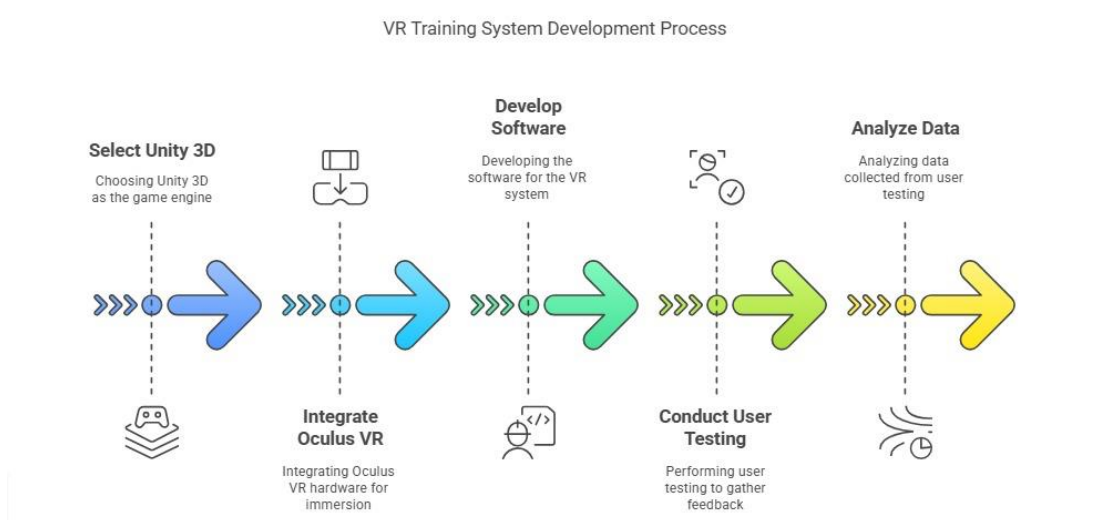 VR Training System Development Process
Select Unity 3D
Choosing Unity 3D
as the game engine
Integrate
Oculus VR
Integrating Oculus
VR hardware for
immersion
Develop
Software
Developing the
software for the VR
system
Conduct User
Testing
Performing user
testing to gather
feedback
Analyze Data
Analyzing data
collected from user
testing